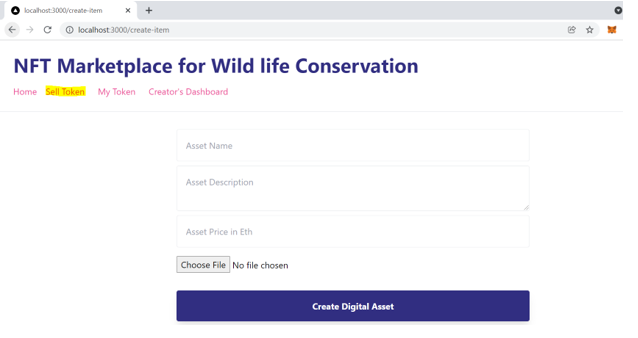 localhost:3000/create-item
localhost:3000/create-item
NFT Marketplace for Wild life Conservation
Home Sell Token My Token Creator's Dashboard
Asset Name
Asset Description
Asset Price in Eth
Choose File No file chosen
Create Digital Asset